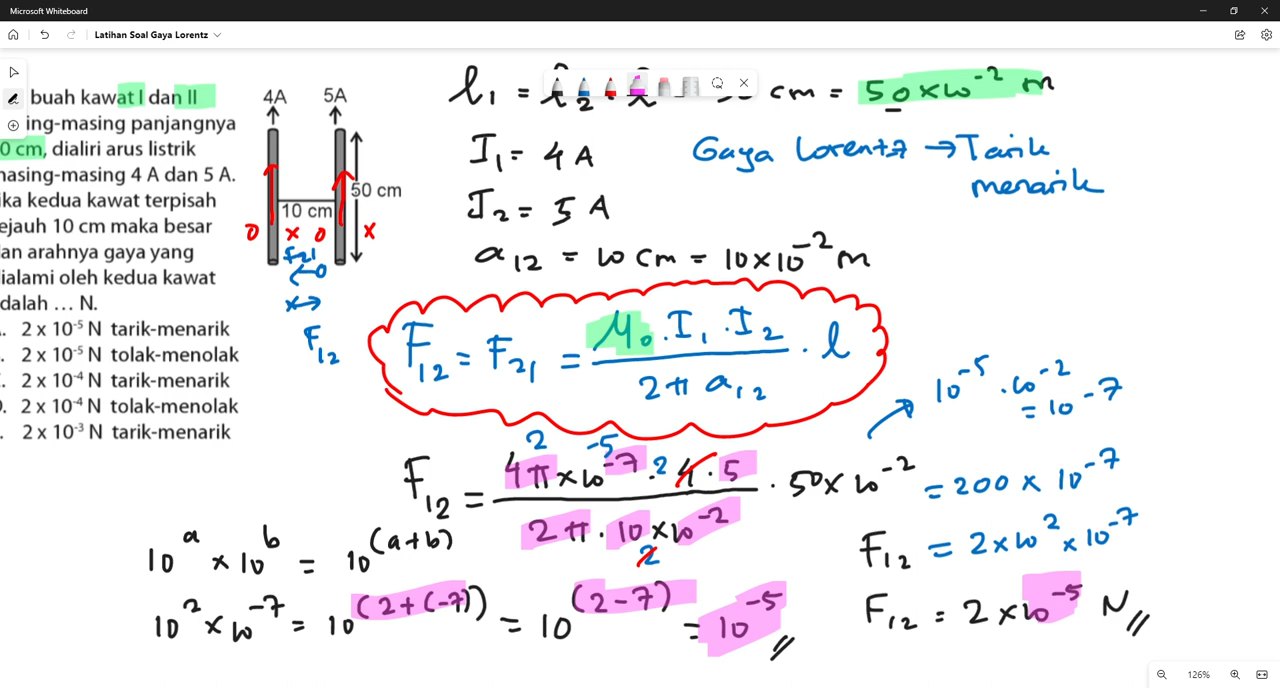 Microsoft Whiteboard
Latihan Soal Gaya Lorentz
buah kawat I dan II
ing-masing panjangnya
0 cm, dialiri arus listrik
nasing-masing 4 A dan 5 A.
ika kedua kawat terpisah
ejauh 10 cm maka besar
lan arahnya gaya yang
lialami oleh kedua kawat
dalah ... N.
2 x 10⁻⁵ N tarik-menarik
2 x 10⁻⁵ N tolak-menolak
2 x 10⁻⁴ N tarik-menarik
2 x 10⁻⁴ N tolak-menolak
2 x 10⁻³ N tarik-menarik
4A 5A
50 cm
10 cm
O x O x
F21
F12
l₁ = l₂ cm = 50 x 10⁻² m
I₁ = 4 A
Gaya Lorentz → Tarik
menarik
I₂ = 5 A
a₁₂ = 10 cm = 10 x 10⁻² m
F₁₂ = F₂₁ = μ₀ . I₁ . I₂ / 2π a₁₂ . l
10⁻⁵ . 10⁻²
= 10⁻⁷
2 -5 2
F₁₂ = 4π x 10⁻⁷ . 4 . 5 / 2π . 10 x 10⁻² . 50 x 10⁻²
2
= 200 x 10⁻⁷
F₁₂ = 2 x 10² x 10⁻⁷
F₁₂ = 2 x 10⁻⁵ N //
10ᵃ x 10ᵇ = 10⁽ᵃ⁺ᵇ⁾
10² x 10⁻⁷ = 10⁽²⁺⁽⁻⁷⁾⁾ = 10⁽²⁻⁷⁾ = 10⁻⁵ //
126%